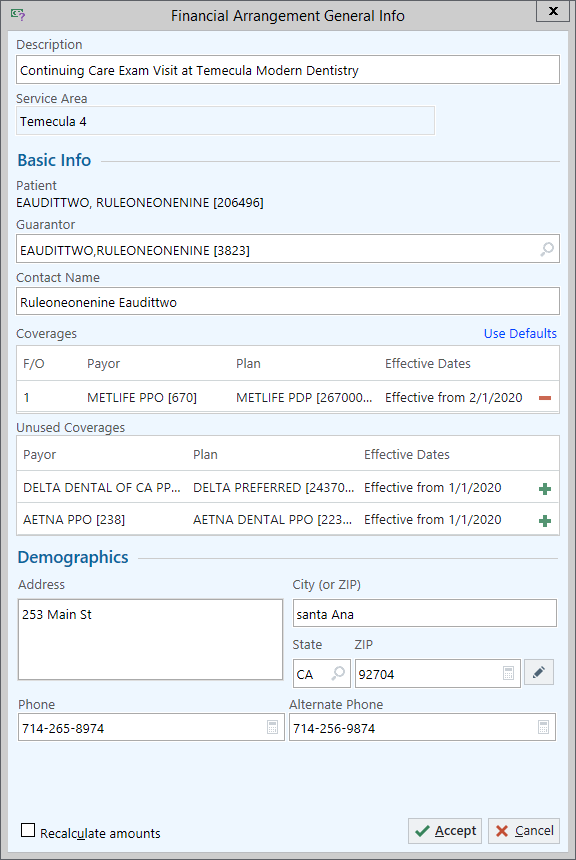 Financial Arrangement General Info
Description
Continuing Care Exam Visit at Temecula Modern Dentistry
Service Area
Temecula 4
Basic Info
Patient
EAUDITTWO, RULEONEONENINE [206496]
Guarantor
EAUDITTWO,RULEONEONENINE [3823]
Contact Name
Ruleoneonenine Eaudittwo
Coverages Use Defaults
F/O Payor Plan Effective Dates
1 METLIFE PPO [670] METLIFE PDP [267000... Effective from 2/1/2020
Unused Coverages
Payor Plan Effective Dates
DELTA DENTAL OF CA PP... DELTA PREFERRED [24370... Effective from 1/1/2020
AETNA PPO [238] AETNA DENTAL PPO [223... Effective from 1/1/2020
Demographics
Address City (or ZIP)
253 Main St santa Ana
State ZIP
CA 92704
Phone Alternate Phone
714-265-8974 714-256-9874
Recalculate amounts Accept Cancel